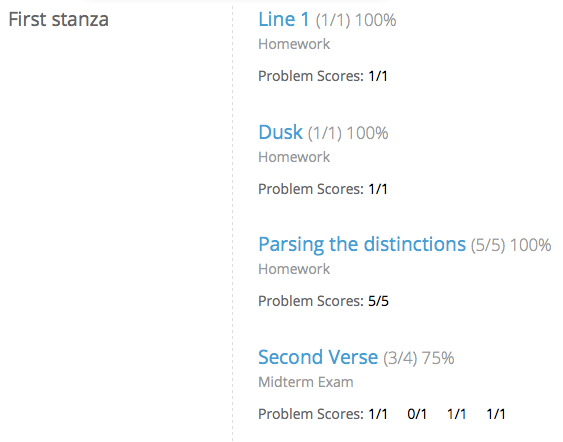 First stanza
Line 1 (1/1) 100%
Homework
Problem Scores: 1/1
Dusk (1/1) 100%
Homework
Problem Scores: 1/1
Parsing the distinctions (5/5) 100%
Homework
Problem Scores: 5/5
Second Verse (3/4) 75%
Midterm Exam
Problem Scores: 1/1 0/1 1/1 1/1